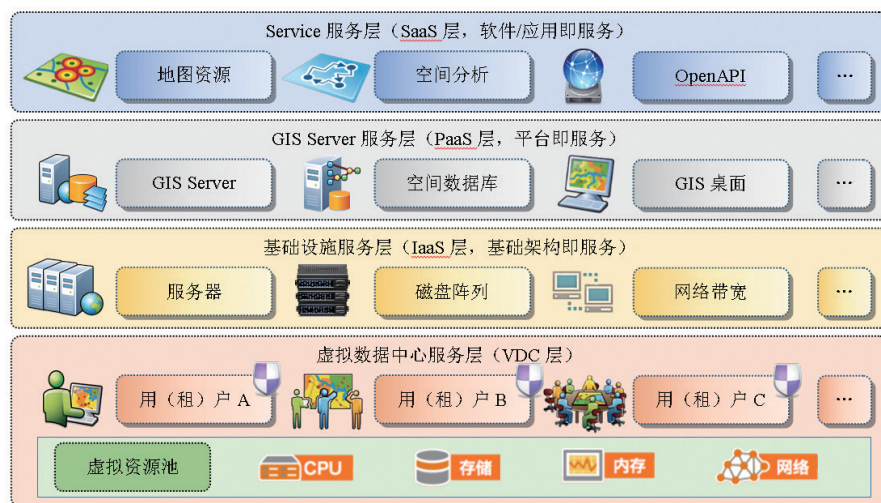 Service 服务层（SaaS 层，软件/应用即服务）
地图资源
空间分析
OpenAPI
...
GIS Server 服务层（PaaS 层，平台即服务）
GIS Server
空间数据库
GIS 桌面
...
基础设施服务层（IaaS 层，基础架构即服务）
服务器
磁盘阵列
网络带宽
...
虚拟数据中心服务层（VDC 层）
用（租）户 A
用（租）户 B
用（租）户 C
...
虚拟资源池
CPU
存储
内存
网络